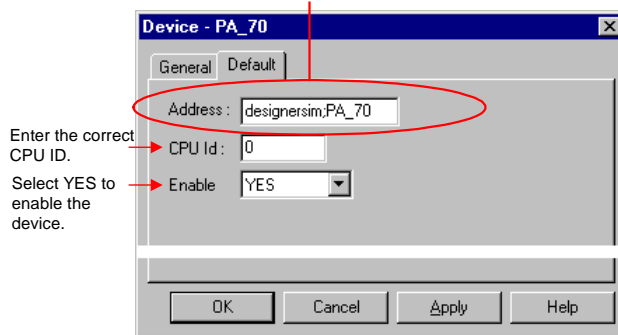 Device - PA_70
General Default
Address : designersim;PA_70
Enter the correct
CPU ID.
CPU Id : 0
Select YES to
enable the
device.
Enable YES
OK Cancel Apply Help